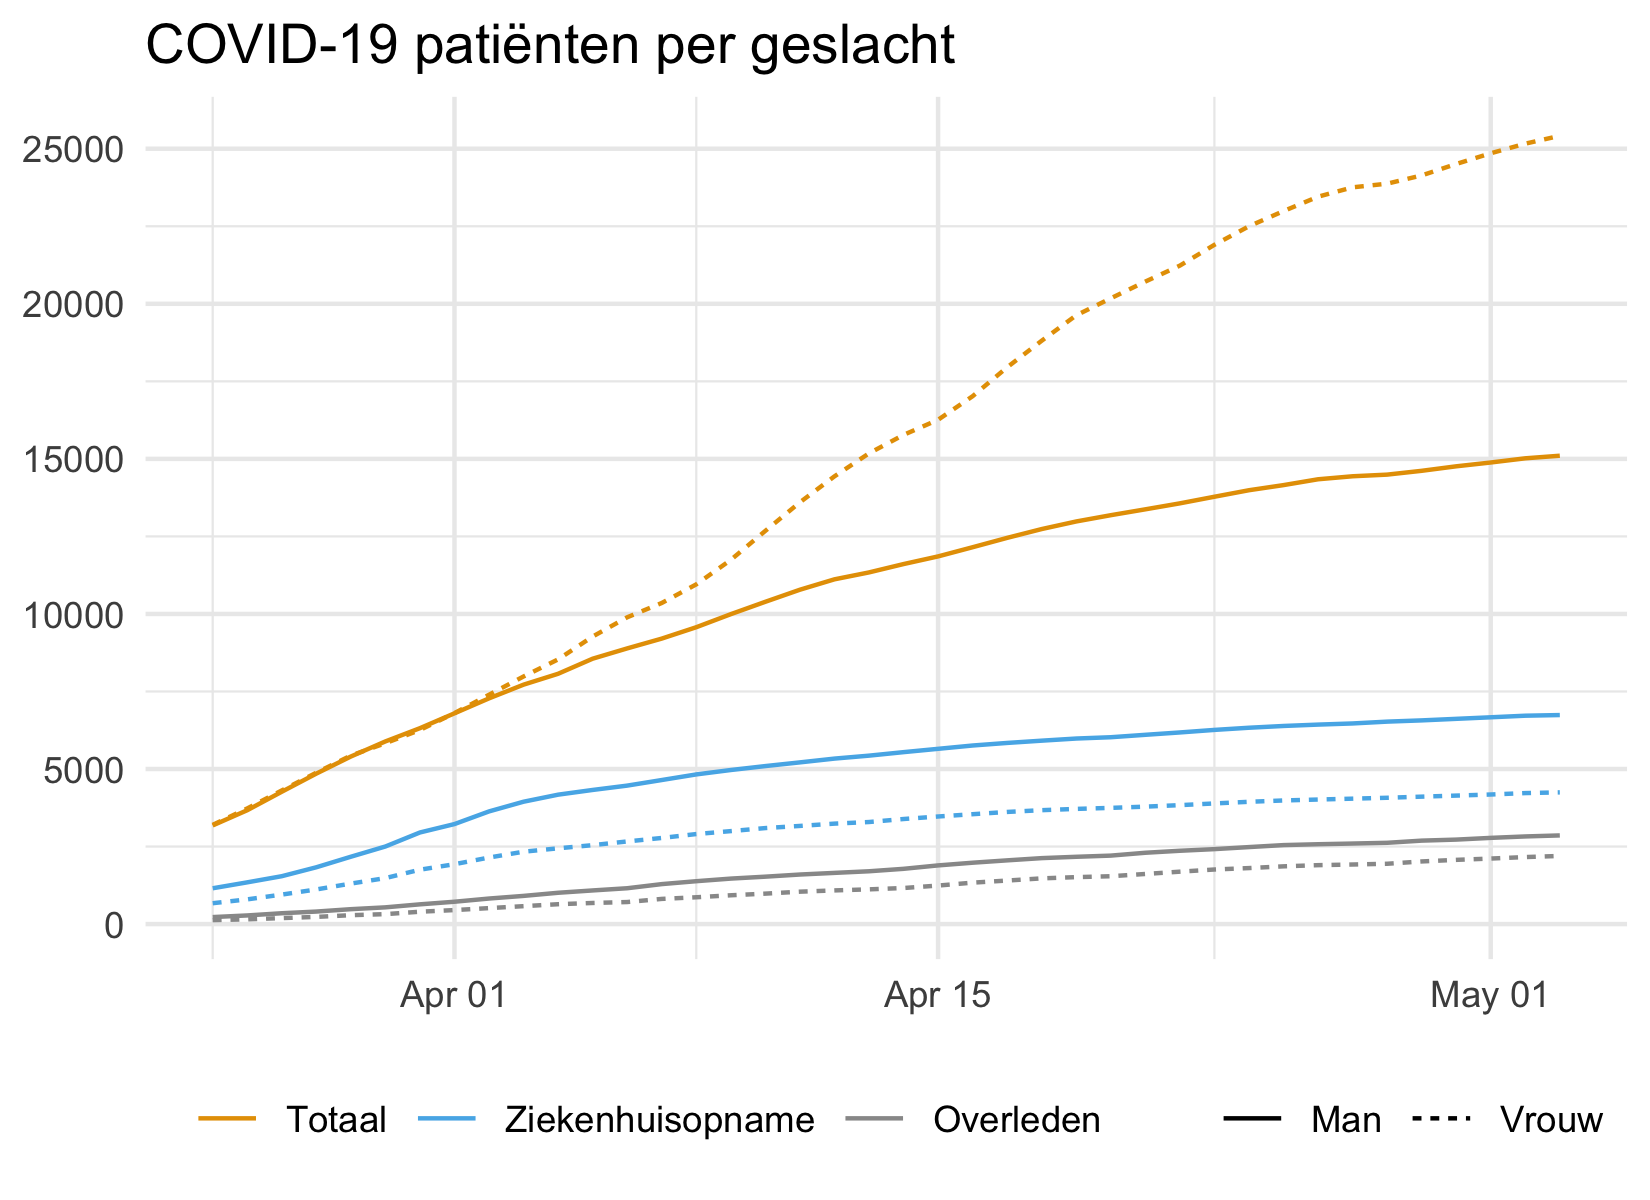 COVID-19 patiënten per geslacht
25000
20000
15000
10000
5000
0
Apr 01 Apr 15 May 01
Totaal Ziekenhuisopname Overleden Man Vrouw